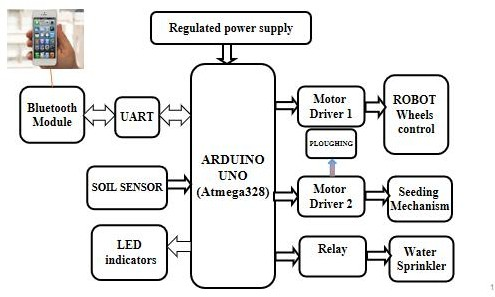 Regulated power supply
Bluetooth
Module
UART
ARDUINO
UNO
(Atmega328)
Motor
Driver 1
ROBOT
Wheels
control
PLOUGHING
SOIL SENSOR
Motor
Driver 2
Seeding
Mechanism
LED
indicators
Relay
Water
Sprinkler
1